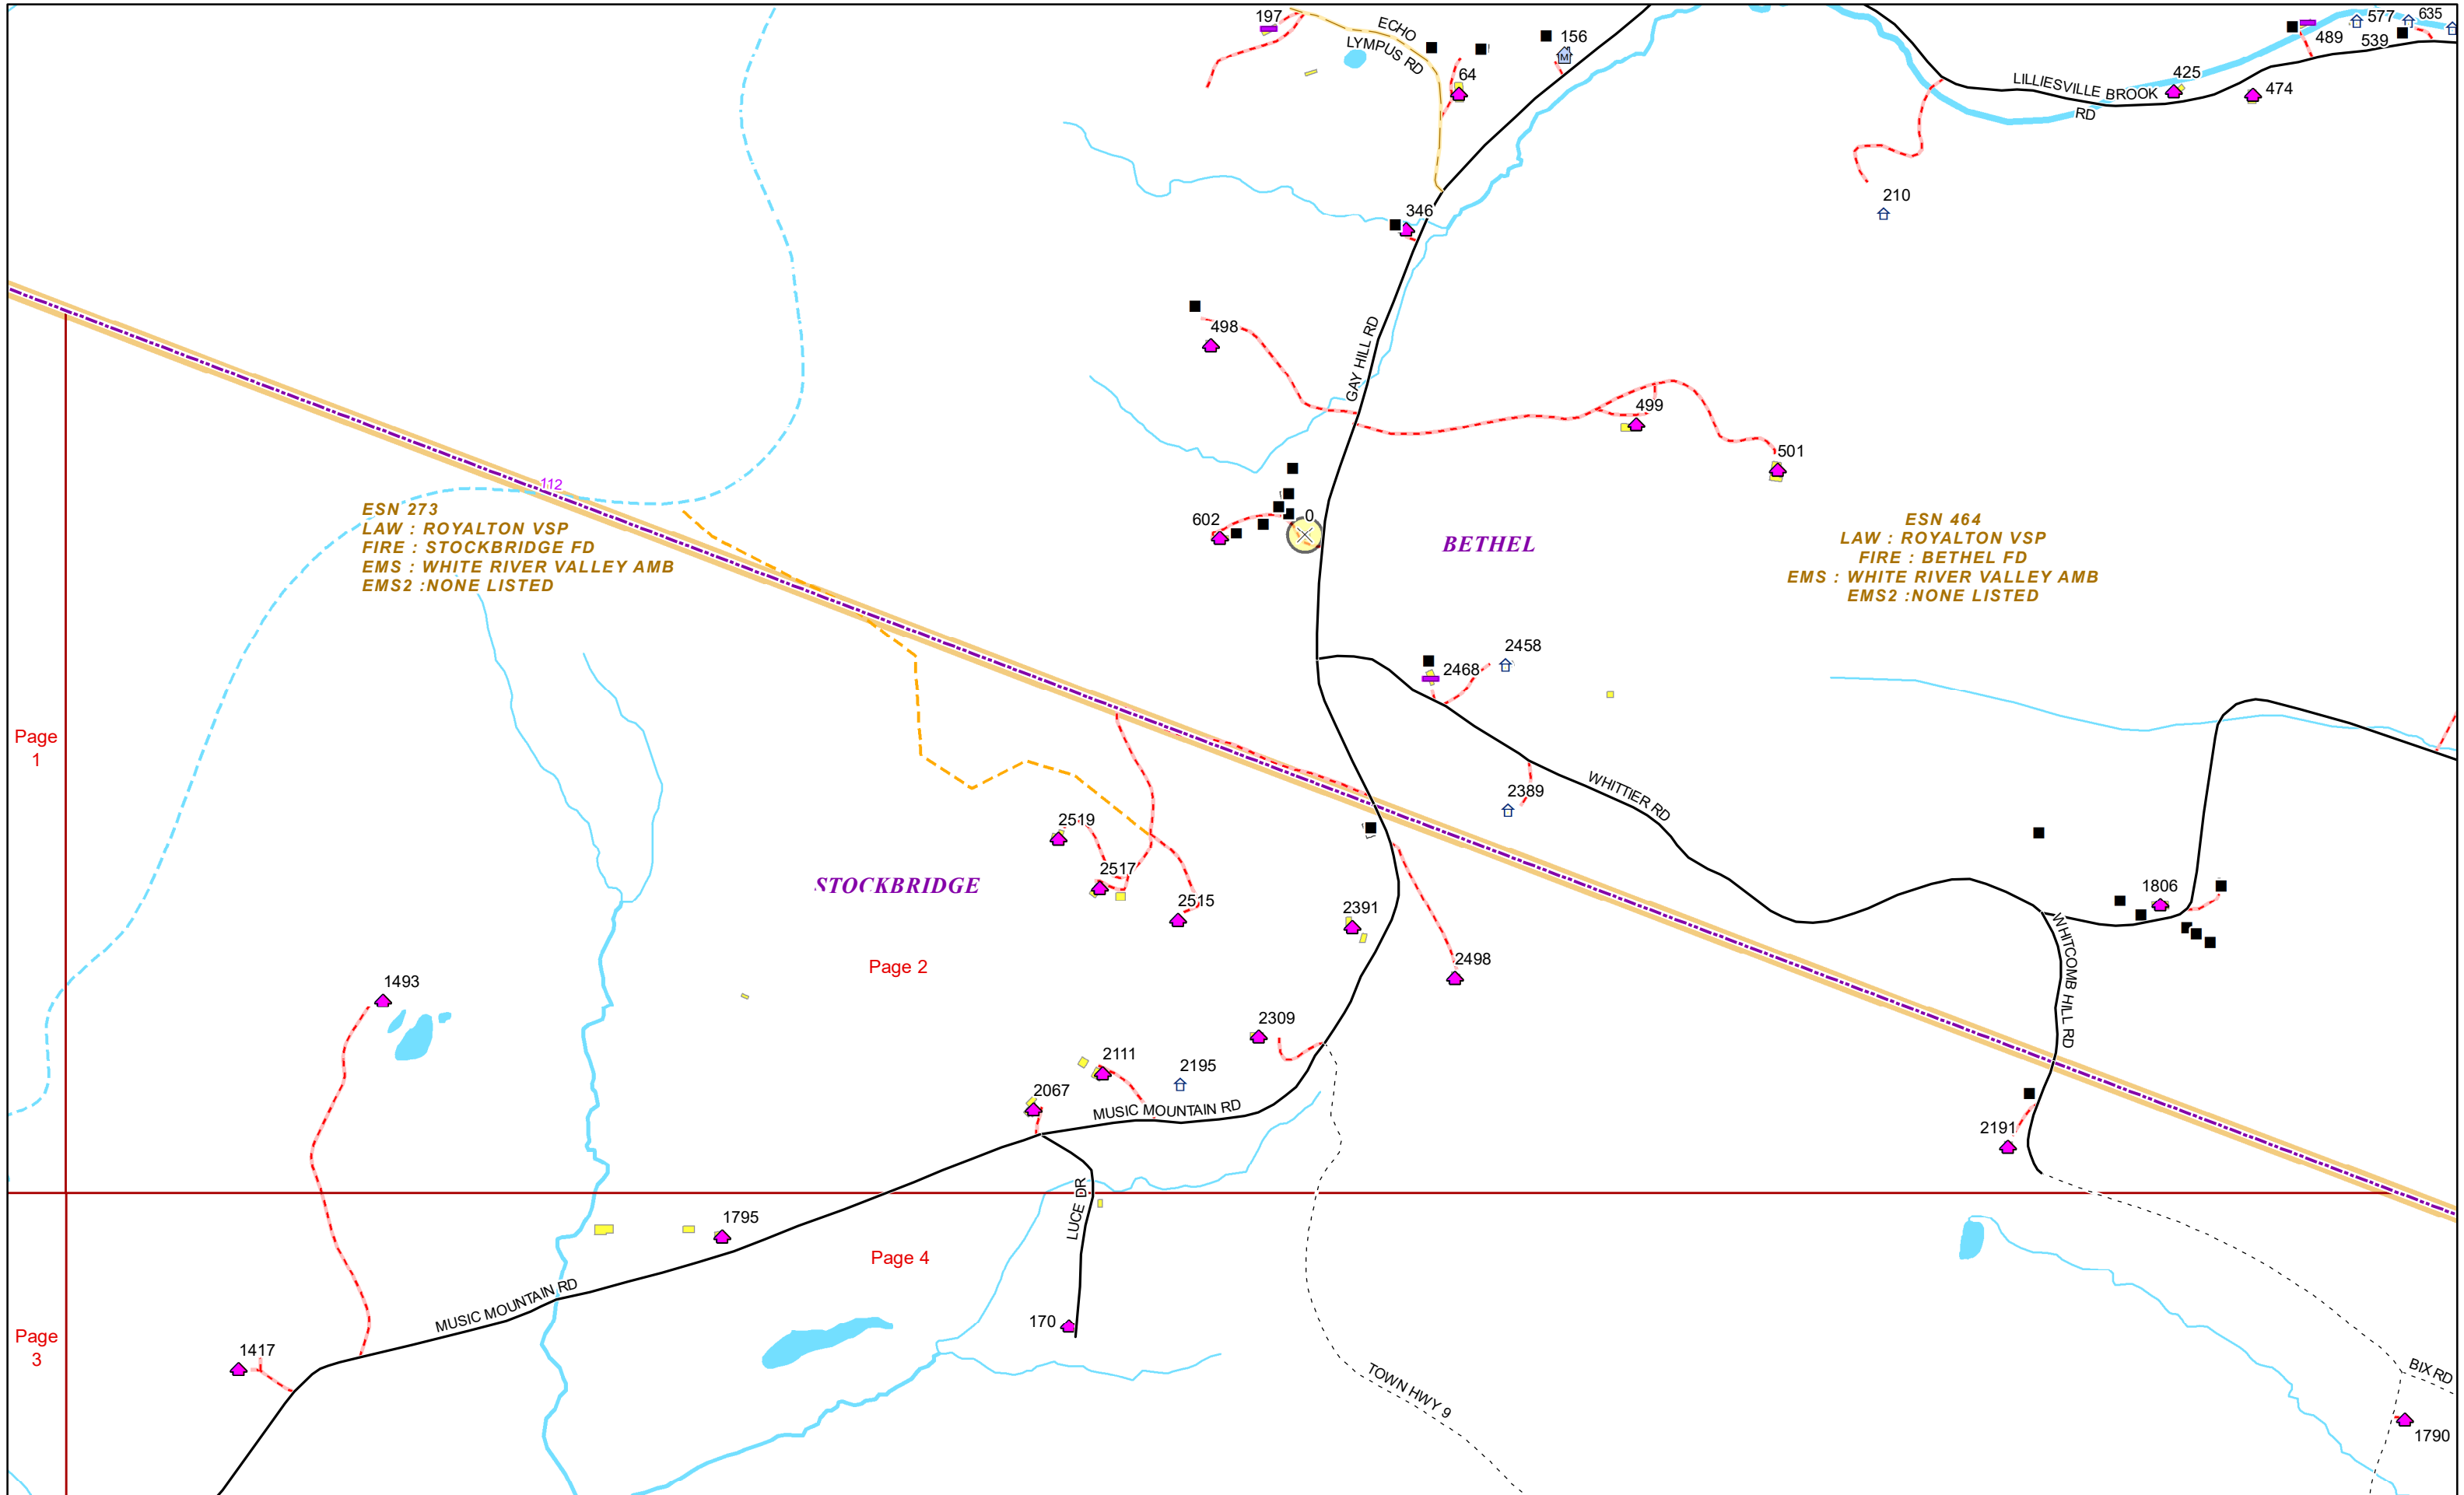 197
ECHO
LYMPUS RD
64
156
577
635
489
539
LILLIESVILLE BROOK
RD
425
474
210
346
498
GAY HILL RD
499
501
112
ESN 273
LAW : ROYALTON VSP
FIRE : STOCKBRIDGE FD
EMS : WHITE RIVER VALLEY AMB
EMS2 :NONE LISTED
602
0
BETHEL
ESN 464
LAW : ROYALTON VSP
FIRE : BETHEL FD
EMS : WHITE RIVER VALLEY AMB
EMS2 :NONE LISTED
2458
2468
Page
1
2389
WHITTIER RD
2519
2517
2515
STOCKBRIDGE
2391
1806
WHITCOMB HILL RD
Page 2
2498
1493
2309
2111
2195
2067
MUSIC MOUNTAIN RD
2191
LUCE DR
1795
Page 4
MUSIC MOUNTAIN RD
170
Page
3
1417
TOWN HWY 9
BIX RD
1790
M